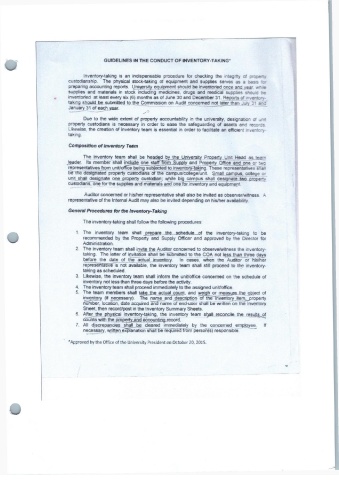 GUIDELINES IN THE CONDUCT OF INVENTORY-TAKING*
Inventory-taking is an indispensable procedure for checking the integrity of property
custodianship. The physical stock-taking of equipment and supplies serves as a basis for
preparing accounting reports. University equipment should be inventoried once and year, while
supplies and materials in stock including medicines, drugs and medical supplies should be
inventoried at least every six (6) months as of June 30 and December 31. Reports of inventory-
taking should be submitted to the Commission on Audit concerned not later than July 31 and
January 31 of each year.
Due to the wide extent of property accountability in the university, designation of unit
property custodians is necessary in order to ease the safeguarding of assets and records.
Likewise, the creation of inventory team is essential in order to facilitate an efficient inventory-
taking.
Composition of Inventory Team
The inventory team shall be headed by the University Property Unit Head as team
leader. Its member shall include one staff from Supply and Property Office and one or two
representatives from unit/office being subjected to inventory-taking. These representatives shall
be the designated property custodians of the campus/college/unit. Small campus, college or
unit shall designate one property custodian, while big campus shall designate two property
custodians, one for the supplies and materials and one for inventory and equipment.
Auditor concerned or his/her representative shall also be invited as observer/witness. A
representative of the Internal Audit may also be invited depending on his/her availability.
General Procedures for the Inventory-Taking
The inventory-taking shall follow the following procedures:
1. The inventory team shall prepare the schedule of the inventory-taking to be
recommended by the Property and Supply Officer and approved by the Director for
Administration.
2. The inventory team shall invite the Auditor concerned to observe/witness the inventory-
taking. The letter of invitation shall be submitted to the COA not less than three days
before the date of the actual inventory. In cases, when the Auditor or his/her
representative is not available, the inventory team shall still proceed to the inventory-
taking as scheduled.
3. Likewise, the inventory team shall inform the unit/office concerned on the schedule of
inventory not less than three days before the activity.
4. The inventory team shall proceed immediately to the assigned unit/office.
5. The team members shall take the actual count, and weigh or measure the object of
inventory (if necessary). The name and description of the inventory item, property
number, location, date acquired and name of end-user shall be written on the Inventory
Sheet, then record/post in the Inventory Summary Sheets.
6. After the physical inventory-taking, the inventory team shall reconcile the results of
counts with the property and accounting record.
7. All discrepancies shall be cleared immediately by the concerned employee. If
necessary, written explanation shall be required from person(s) responsible.
*Approved by the Office of the University President on October 20, 2015.